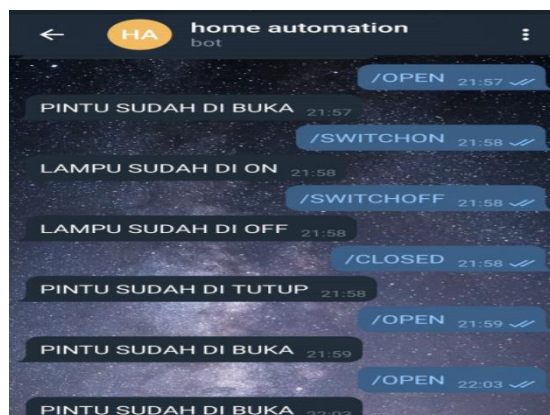 HA
home automation
bot
/OPEN 21:57
PINTU SUDAH DI BUKA 21:57
/SWITCHON 21:58
LAMPU SUDAH DI ON 21:58
/SWITCHOFF 21:58
LAMPU SUDAH DI OFF 21:58
/CLOSED 21:58
PINTU SUDAH DI TUTUP 21:58
/OPEN 21:59
PINTU SUDAH DI BUKA 21:59
/OPEN 22:03
PINTU SUDAH DI BUKA 22:03